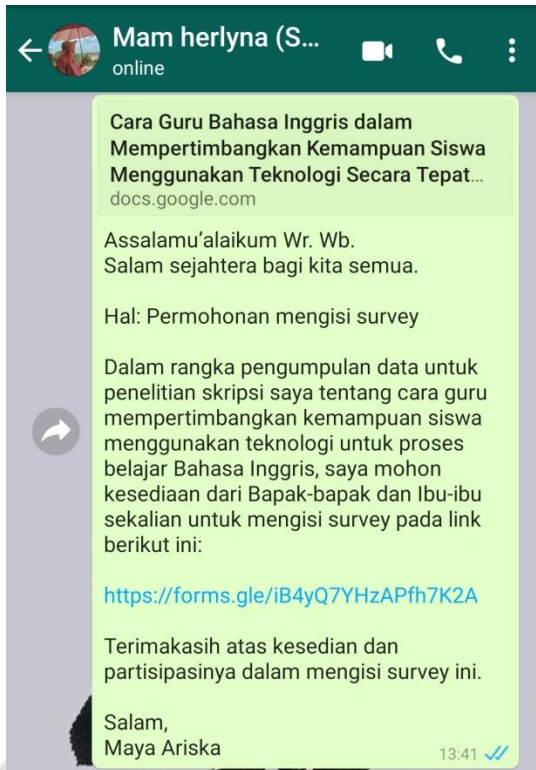 Mam herlyna (S...
online
Cara Guru Bahasa Inggris dalam
Mempertimbangkan Kemampuan Siswa
Menggunakan Teknologi Secara Tepat...
docs.google.com
Assalamu’alaikum Wr. Wb.
Salam sejahtera bagi kita semua.
Hal: Permohonan mengisi survey
Dalam rangka pengumpulan data untuk
penelitian skripsi saya tentang cara guru
mempertimbangkan kemampuan siswa
menggunakan teknologi untuk proses
belajar Bahasa Inggris, saya mohon
kesediaan dari Bapak-bapak dan Ibu-ibu
sekalian untuk mengisi survey pada link
berikut ini:
https://forms.gle/iB4yQ7YHzAPfh7K2A
Terimakasih atas kesedian dan
partisipasinya dalam mengisi survey ini.
Salam,
Maya Ariska
13:41